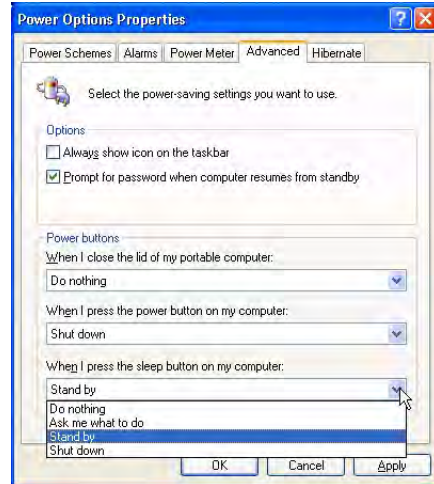 Power Options Properties
Power Schemes Alarms Power Meter Advanced Hibernate
Select the power-saving settings you want to use.
Options
Always show icon on the taskbar
Prompt for password when computer resumes from standby
Power buttons
When I close the lid of my portable computer:
Do nothing
When I press the power button on my computer:
Shut down
When I press the sleep button on my computer:
Stand by
Do nothing
Ask me what to do
Stand by
Shut down
OK Cancel Apply